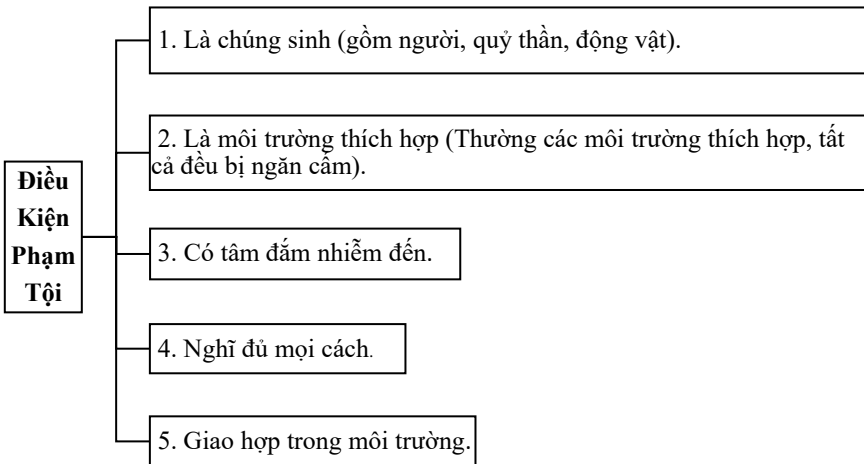 1. Là chúng sinh (gồm người, quỷ thần, động vật).
2. Là môi trường thích hợp (Thường các môi trường thích hợp, tất
cả đều bị ngăn cấm).
Điều
Kiện
Phạm
Tội
3. Có tâm đắm nhiễm đến.
4. Nghĩ đủ mọi cách.
5. Giao hợp trong môi trường.